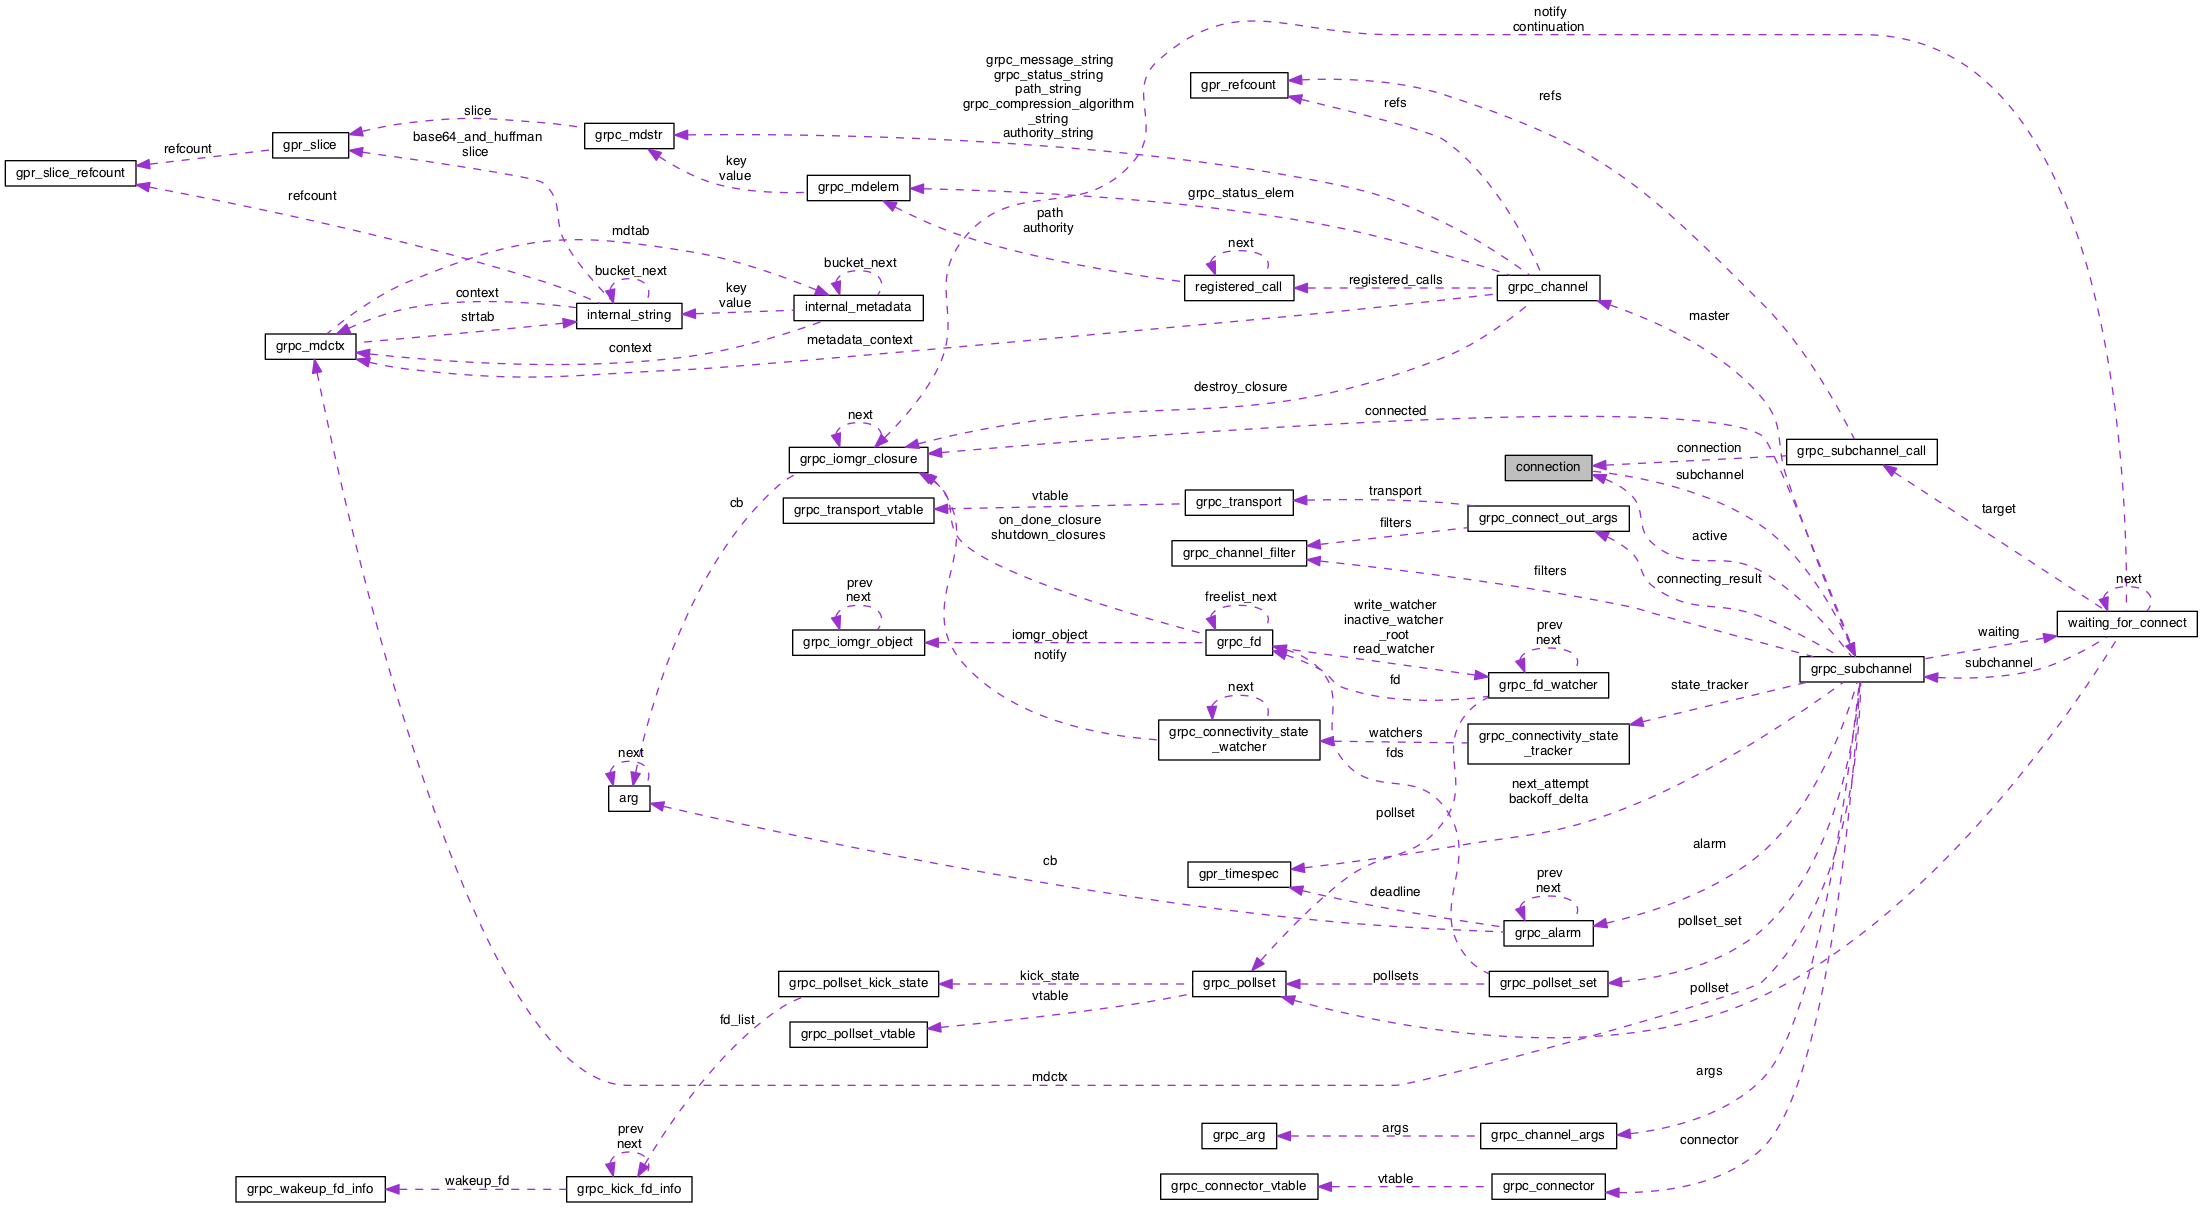 notify
continuation
grpc_message_string
grpc_status_string
path_string
grpc_compression_algorithm
_string
authority_string
gpr_refcount
refs
refs
slice
grpc_mdstr
base64_and_huffman
slice
gpr_slice
refcount
gpr_slice_refcount
key
value
grpc_mdelem
grpc_status_elem
refcount
path
authority
mdtab
next
bucket_next
bucket_next
registered_call
registered_calls
grpc_channel
context
key
value
internal_metadata
internal_string
strtab
master
grpc_mdctx
context
metadata_context
destroy_closure
next
connected
grpc_iomgr_closure
connection
grpc_subchannel_call
connection
subchannel
cb
vtable
transport
grpc_transport_vtable
grpc_transport
grpc_connect_out_args
target
on_done_closure
shutdown_closures
filters
active
grpc_channel_filter
filters
connecting_result
next
prev
next
freelist_next
write_watcher
inactive_watcher
_root
read_watcher
prev
next
waiting_for_connect
grpc_iomgr_object
iomgr_object
grpc_fd
waiting
notify
grpc_subchannel
subchannel
fd
grpc_fd_watcher
state_tracker
next
grpc_connectivity_state
_watcher
watchers
grpc_connectivity_state
_tracker
fds
next
arg
next_attempt
backoff_delta
pollset
alarm
cb
gpr_timespec
deadline
prev
next
grpc_alarm
pollset_set
grpc_pollset_kick_state
kick_state
grpc_pollset
pollsets
grpc_pollset_set
pollset
vtable
fd_list
grpc_pollset_vtable
mdctx
args
prev
next
grpc_arg
args
grpc_channel_args
connector
grpc_wakeup_fd_info
wakeup_fd
grpc_kick_fd_info
grpc_connector_vtable
vtable
grpc_connector